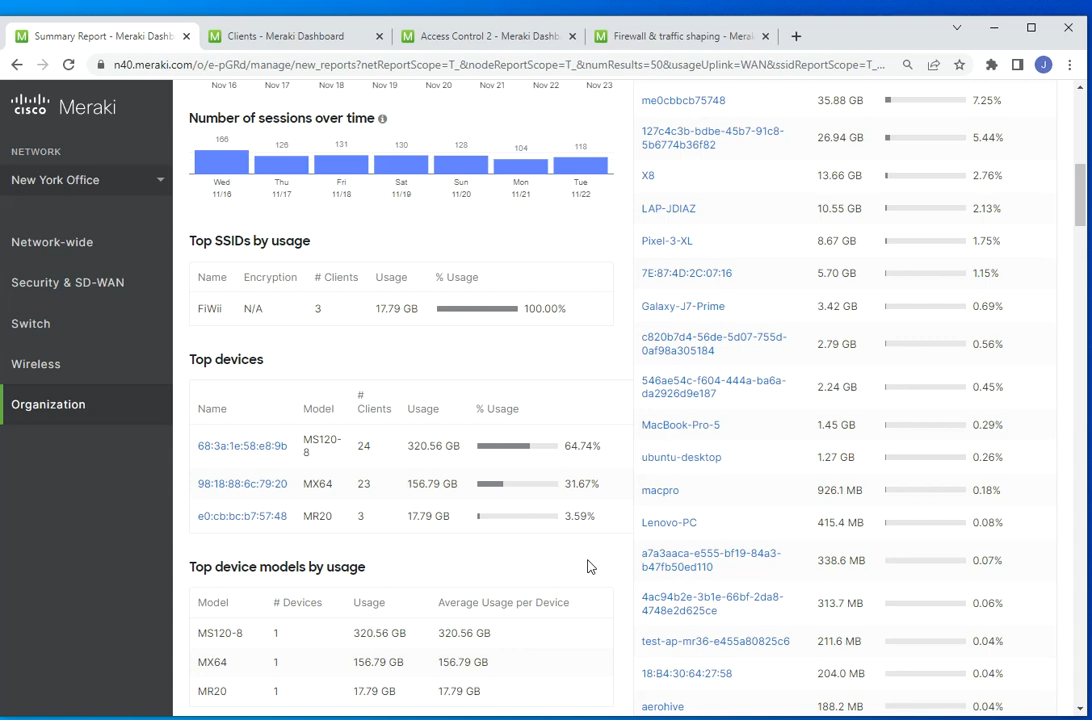 Summary Report - Meraki Dashb
Clients - Meraki Dashboard
Access Control 2 - Meraki Dashb
Firewall & traffic shaping - Merak
n40.meraki.com/o/e-pGRd/manage/new_reports?netReportScope=T_&nodeReportScope=T_&numResults=50&usageUplink=WAN&ssidReportScope=T_...
J
cisco Meraki
NETWORK
New York Office
Network-wide
Security & SD-WAN
Switch
Wireless
Organization
Nov 16 Nov 17 Nov 18 Nov 19 Nov 20 Nov 21 Nov 22 Nov 23
Number of sessions over time
166 126 131 130 128 104 118
Wed Thu Fri Sat Sun Mon Tue
11/16 11/17 11/18 11/19 11/20 11/21 11/22
Top SSIDs by usage
Name Encryption # Clients Usage % Usage
FiWii N/A 3 17.79 GB 100.00%
Top devices
#
Name Model Clients Usage % Usage
68:3a:1e:58:e8:9b MS120-8 24 320.56 GB 64.74%
98:18:88:6c:79:20 MX64 23 156.79 GB 31.67%
e0:cb:bc:b7:57:48 MR20 3 17.79 GB 3.59%
Top device models by usage
Model # Devices Usage Average Usage per Device
MS120-8 1 320.56 GB 320.56 GB
MX64 1 156.79 GB 156.79 GB
MR20 1 17.79 GB 17.79 GB
me0cbbcb75748 35.88 GB 7.25%
127c4c3b-bdbe-45b7-91c8-
5b6774b36f82 26.94 GB 5.44%
X8 13.66 GB 2.76%
LAP-JDIAZ 10.55 GB 2.13%
Pixel-3-XL 8.67 GB 1.75%
7E:87:4D:2C:07:16 5.70 GB 1.15%
Galaxy-J7-Prime 3.42 GB 0.69%
c820b7d4-56de-5d07-755d-
0af98a305184 2.79 GB 0.56%
546ae54c-f604-444a-ba6a-
da2926d9e187 2.24 GB 0.45%
MacBook-Pro-5 1.45 GB 0.29%
ubuntu-desktop 1.27 GB 0.26%
macpro 926.1 MB 0.18%
Lenovo-PC 415.4 MB 0.08%
a7a3aaca-e555-bf19-84a3-
b47fb50ed110 338.6 MB 0.07%
4ac94b2e-3b1e-66bf-2da8-
4748e2d625ce 313.7 MB 0.06%
test-ap-mr36-e455a80825c6 211.6 MB 0.04%
18:B4:30:64:27:58 204.0 MB 0.04%
aerohive 188.2 MB 0.04%